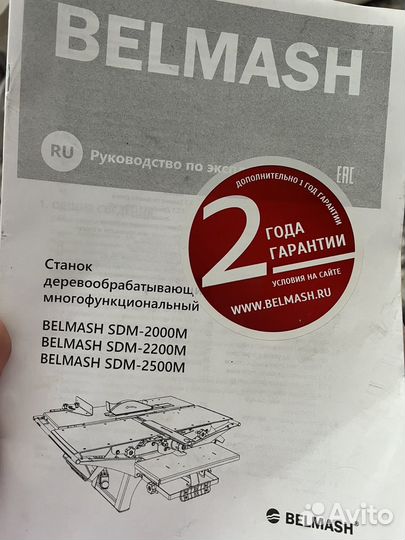 BELMASH
RU
Руководство по
EAC
ДОПОЛНИТЕЛЬНО 1 ГОД ГАРАНТИИ
2 ГОДА
ГАРАНТИИ
УСЛОВИЯ НА САЙТЕ
WWW.BELMASH.RU
Станок
деревообрабатывающ
многофункциональный
BELMASH SDM-2000M
BELMASH SDM-2200M
BELMASH SDM-2500M
BELMASH®
Avito